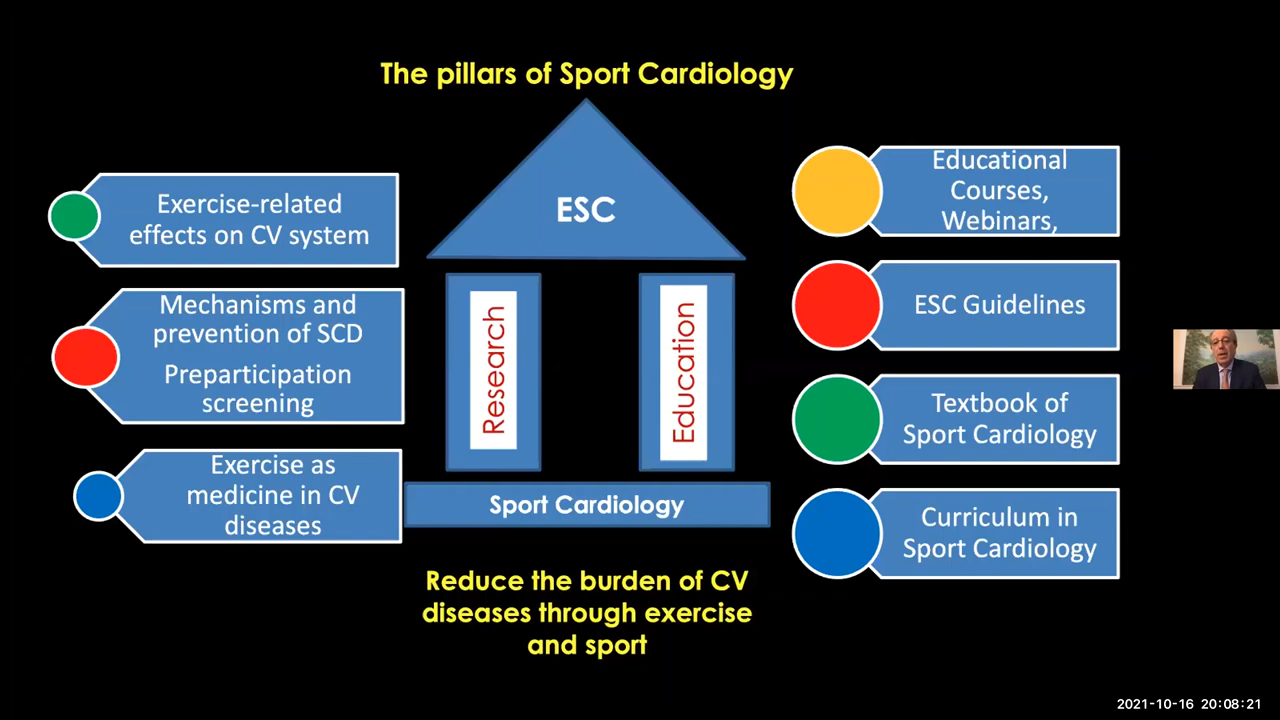 The pillars of Sport Cardiology
ESC
Research
Education
Sport Cardiology
Exercise-related
effects on CV system
Mechanisms and
prevention of SCD
Preparticipation
screening
Exercise as
medicine in CV
diseases
Educational
Courses,
Webinars,
ESC Guidelines
Textbook of
Sport Cardiology
Curriculum in
Sport Cardiology
Reduce the burden of CV
diseases through exercise
and sport
2021-10-16 20:08:21